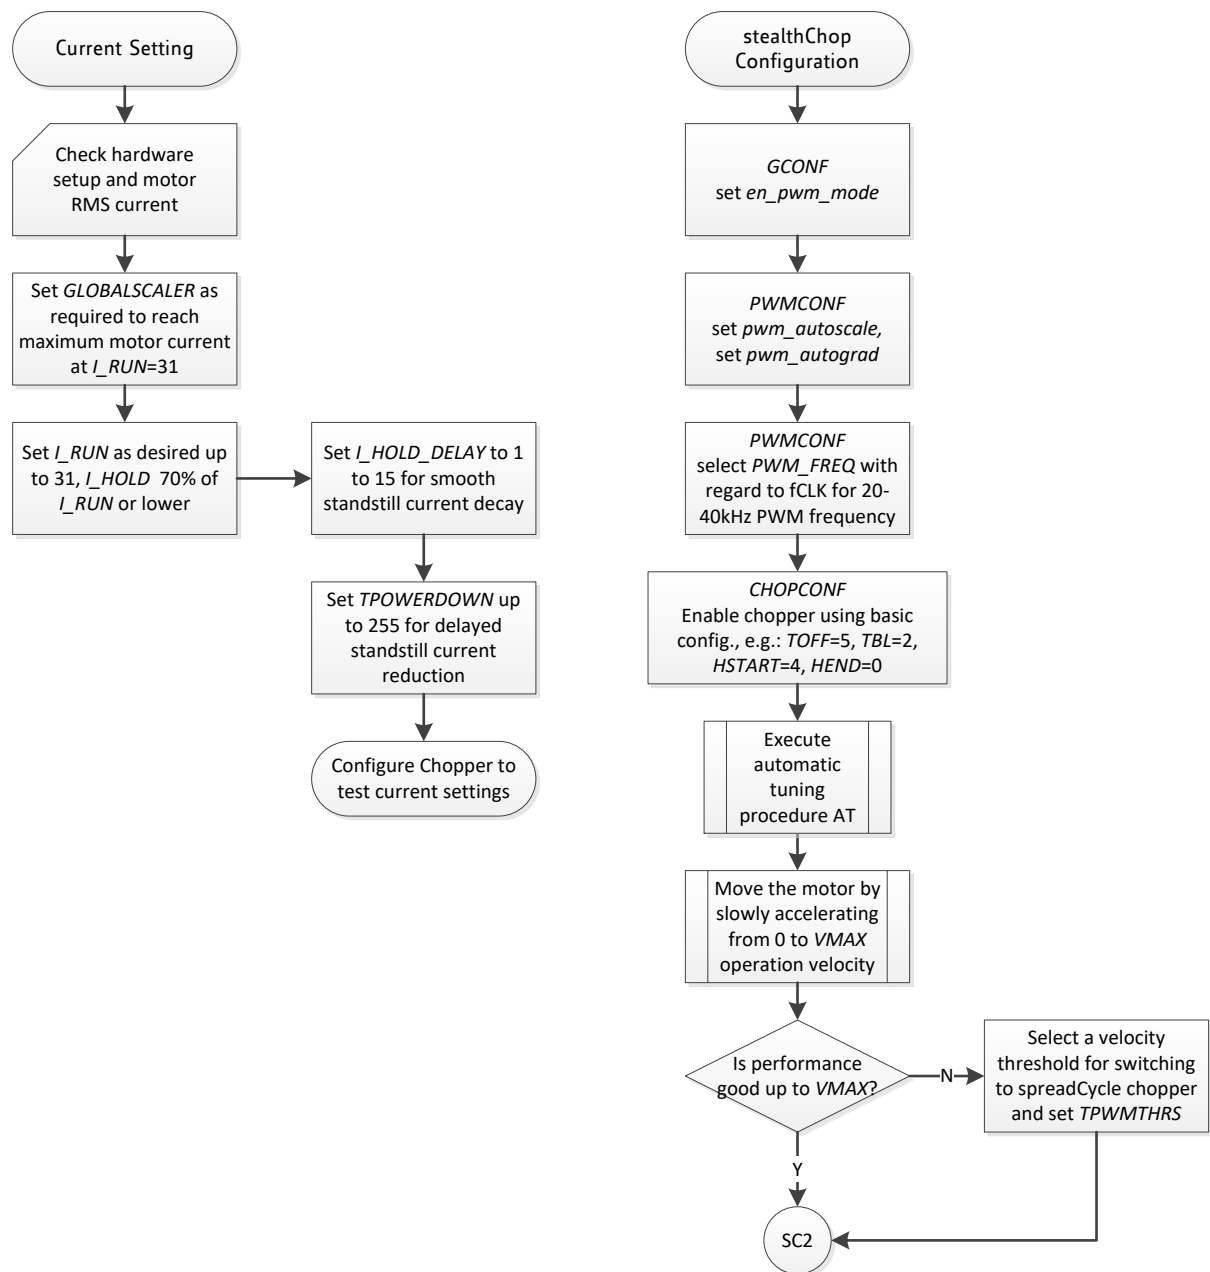 Current Setting
Check hardware
setup and motor
RMS current
Set GLOBALSCALER as
required to reach
maximum motor current
at I_RUN=31
Set I_RUN as desired up
to 31, I_HOLD 70% of
I_RUN or lower
Set I_HOLD_DELAY to 1
to 15 for smooth
standstill current decay
Set TPOWERDOWN up
to 255 for delayed
standstill current
reduction
Configure Chopper to
test current settings
stealthChop
Configuration
GCONF
set en_pwm_mode
PWMCONF
set pwm_autoscale,
set pwm_autograd
PWMCONF
select PWM_FREQ with
regard to fCLK for 20-
40kHz PWM frequency
CHOPCONF
Enable chopper using basic
config., e.g.: TOFF=5, TBL=2,
HSTART=4, HEND=0
Execute
automatic
tuning
procedure AT
Move the motor by
slowly accelerating
from 0 to VMAX
operation velocity
Is performance
good up to VMAX?
N
Select a velocity
threshold for switching
to spreadCycle chopper
and set TPWMTHRS
Y
SC2